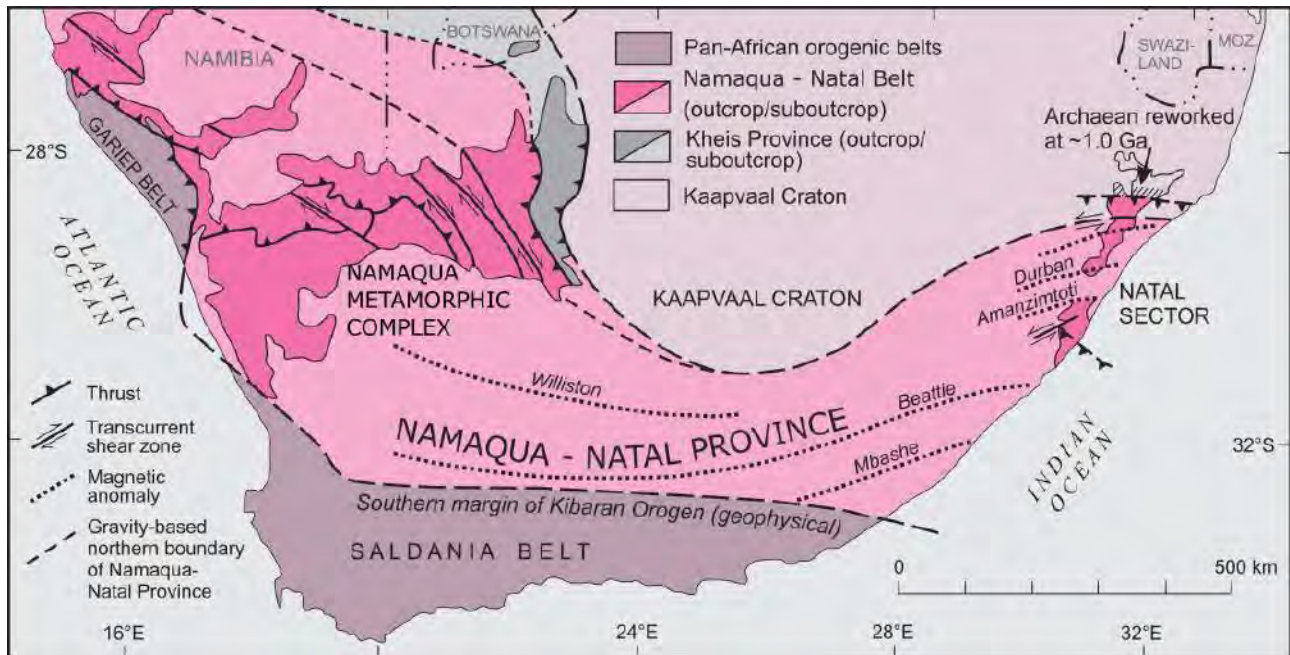 BOTSWANA
NAMIBIA
SWAZI-
LAND
MOZ.
Pan-African orogenic belts
Namaqua - Natal Belt
(outcrop/suboutcrop)
Kheis Province (outcrop/
suboutcrop)
Kaapvaal Craton
Archaean reworked
at ~1.0 Ga
28°S
GARIEP BELT
ATLANTIC
OCEAN
NAMAQUA
METAMORPHIC
COMPLEX
KAAPVAAL CRATON
Durban
Amanzimtoti
NATAL
SECTOR
Williston
Beattie
NAMAQUA - NATAL PROVINCE
Mbashe
32°S
INDIAN
OCEAN
Southern margin of Kibaran Orogen (geophysical)
SALDANIA BELT
Thrust
Transcurrent
shear zone
Magnetic
anomaly
Gravity-based
northern boundary
of Namaqua-
Natal Province
0 500 km
16°E 24°E 28°E 32°E